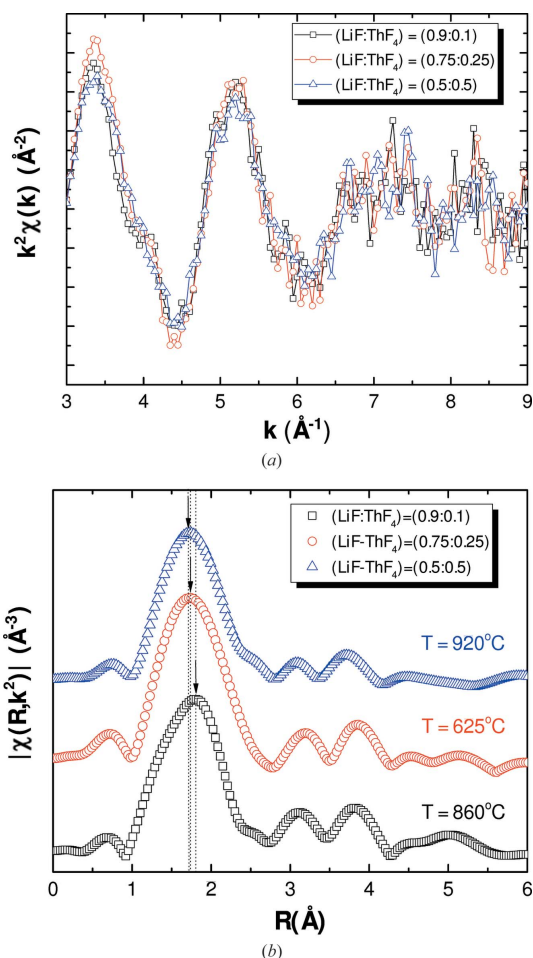 (LiF:ThF₄) = (0.9:0.1)
(LiF:ThF₄) = (0.75:0.25)
(LiF:ThF₄) = (0.5:0.5)
k²χ(k) (Å⁻²)
3 4 5 6 7 8 9
k (Å⁻¹)
(a)
(LiF:ThF₄)=(0.9:0.1)
(LiF-ThF₄)=(0.75:0.25)
(LiF-ThF₄)=(0.5:0.5)
|χ(R,k²)| (Å⁻³)
T = 920°C
T = 625°C
T = 860°C
0 1 2 3 4 5 6
R(Å)
(b)